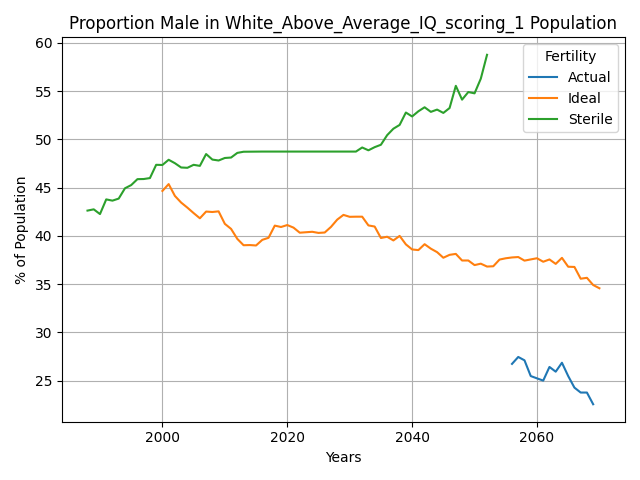 Proportion Male in White_Above_Average_IQ_scoring_1 Population
Fertility
Actual
Ideal
Sterile
% of Population
60
55
50
45
40
35
30
25
2000
2020
2040
2060
Years